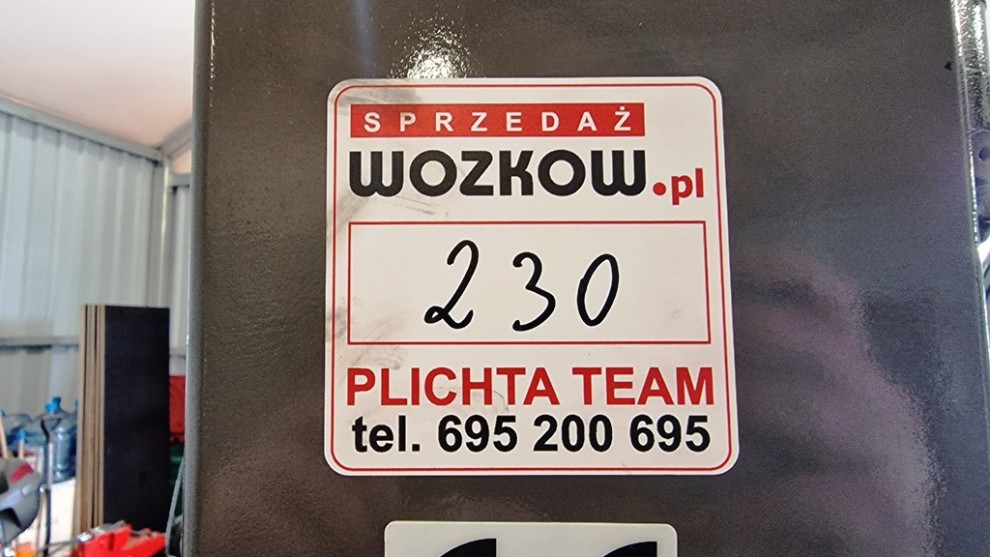 SPRZEDAŻ
WOZKOW.pl
230
PLICHTA TEAM
tel. 695 200 695